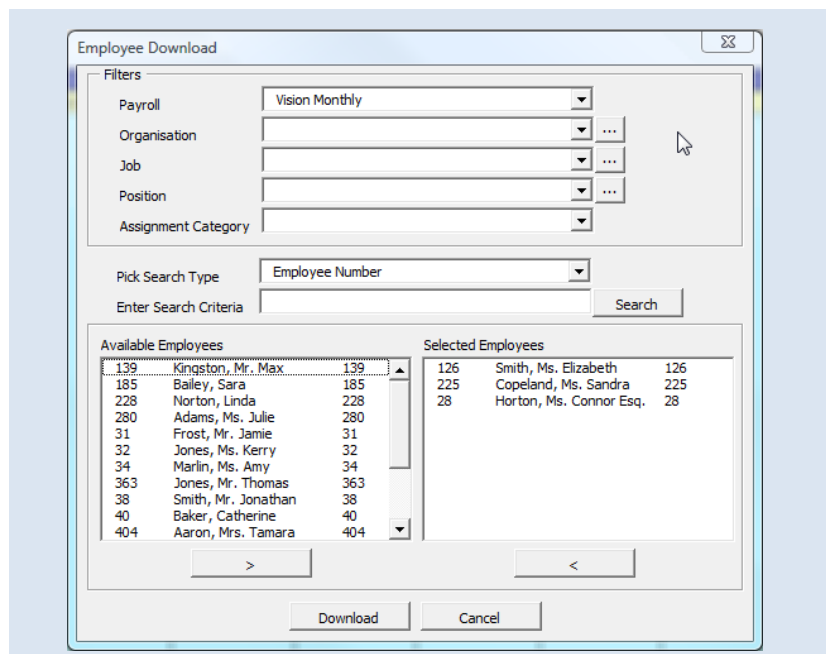 Employee Download
Filters
Payroll Vision Monthly
Organisation ...
Job ...
Position ...
Assignment Category
Pick Search Type Employee Number
Enter Search Criteria Search
Available Employees Selected Employees
139 Kingston, Mr. Max 139 126 Smith, Ms. Elizabeth 126
185 Bailey, Sara 185 225 Copeland, Ms. Sandra 225
228 Norton, Linda 228 28 Horton, Ms. Connor Esq. 28
280 Adams, Ms. Julie 280
31 Frost, Mr. Jamie 31
32 Jones, Ms. Kerry 32
34 Marlin, Ms. Amy 34
363 Jones, Mr. Thomas 363
38 Smith, Mr. Jonathan 38
40 Baker, Catherine 40
404 Aaron, Mrs. Tamara 404
> <
Download Cancel